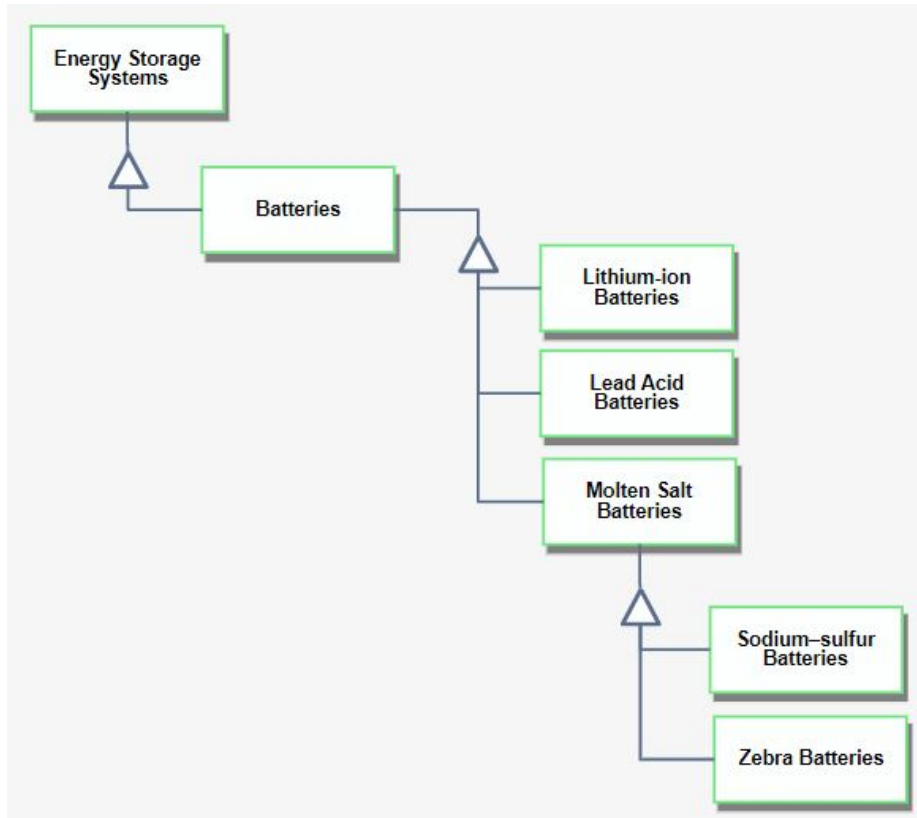 Energy Storage
Systems
Batteries
Lithium-ion
Batteries
Lead Acid
Batteries
Molten Salt
Batteries
Sodium–sulfur
Batteries
Zebra Batteries